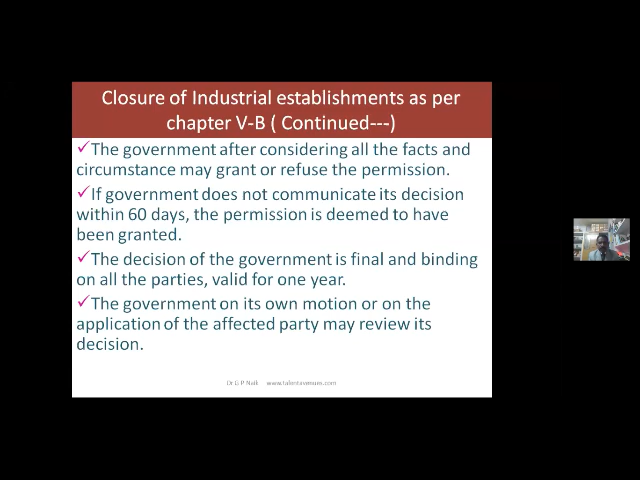 Closure of Industrial establishments as per
chapter V-B ( Continued---)
✓The government after considering all the facts and
circumstance may grant or refuse the permission.
✓If government does not communicate its decision
within 60 days, the permission is deemed to have
been granted.
✓The decision of the government is final and binding
on all the parties, valid for one year.
✓The government on its own motion or on the
application of the affected party may review its
decision.
Dr G P Naik